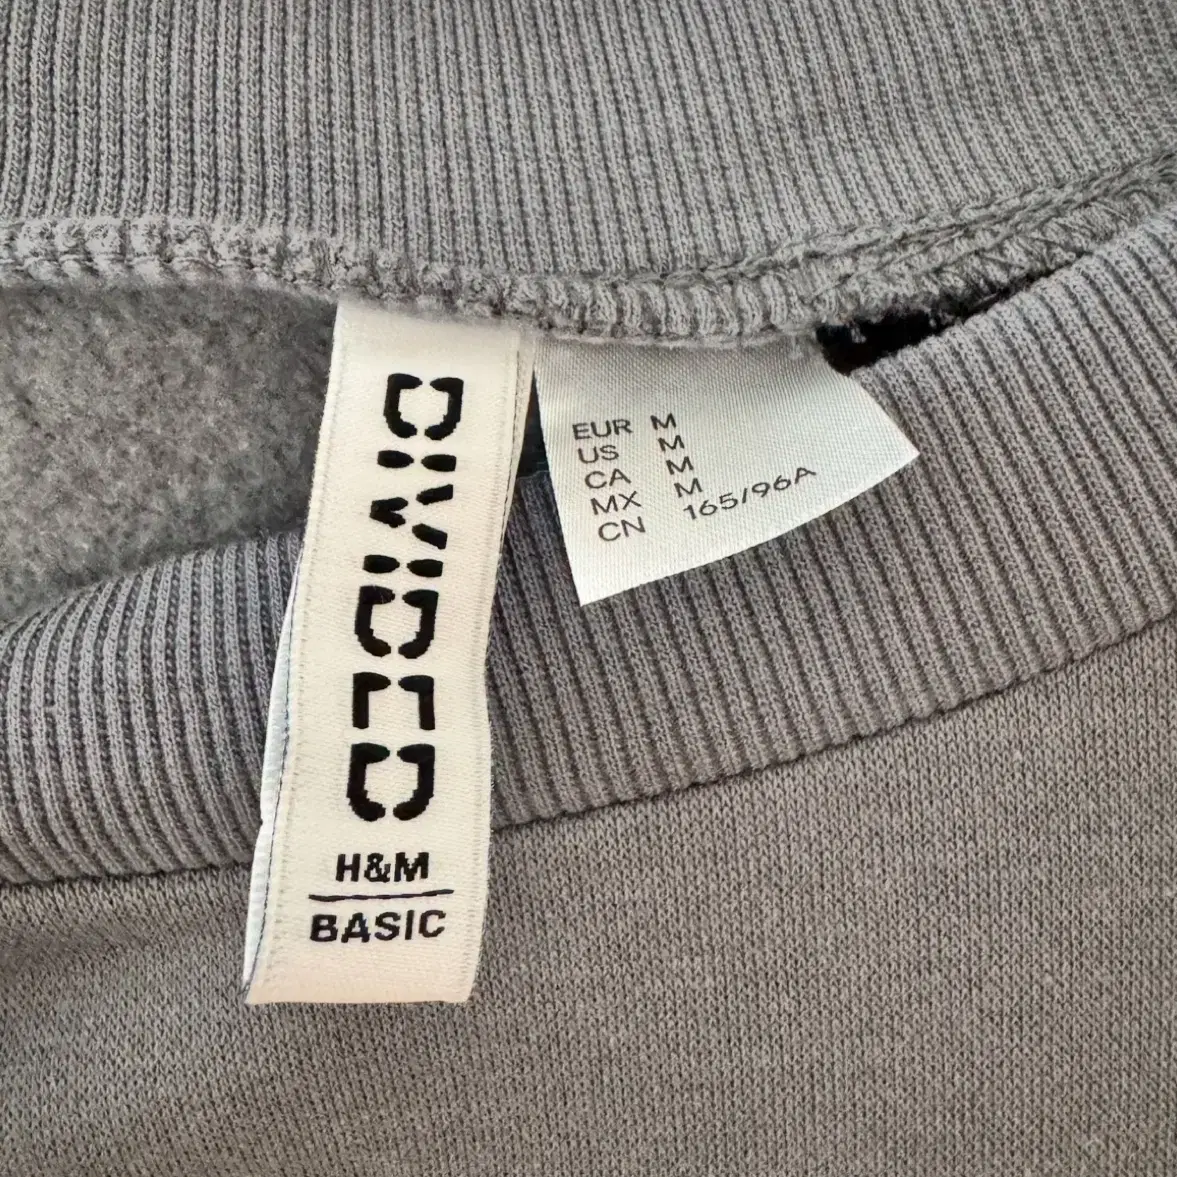 DIVIDED
H&M
BASIC
EUR M
US M
CA M
MX M
CN 165/96A